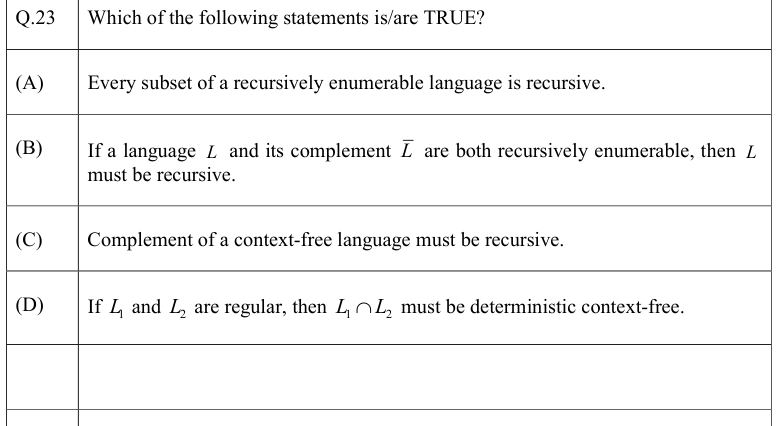 Q.23 Which of the following statements is/are TRUE?
(A) Every subset of a recursively enumerable language is recursive.
(B) If a language L and its complement L̅ are both recursively enumerable, then L
must be recursive.
(C) Complement of a context-free language must be recursive.
(D) If L₁ and L₂ are regular, then L₁ ∩ L₂ must be deterministic context-free.